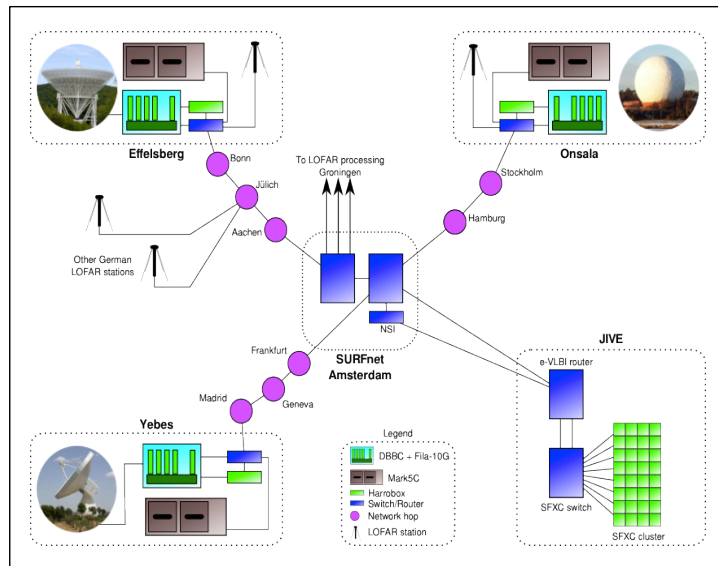 Effelsberg
Onsala
Bonn
Jülich
Aachen
To LOFAR processing
Groningen
Stockholm
Hamburg
Other German
LOFAR stations
NSI
SURFnet
Amsterdam
Frankfurt
Geneva
Madrid
Yebes
JIVE
e-VLBI router
SFXC switch
SFXC cluster
Legend
DBBC + Fila-10G
Mark5C
Harrobox
Switch/Router
Network hop
LOFAR station